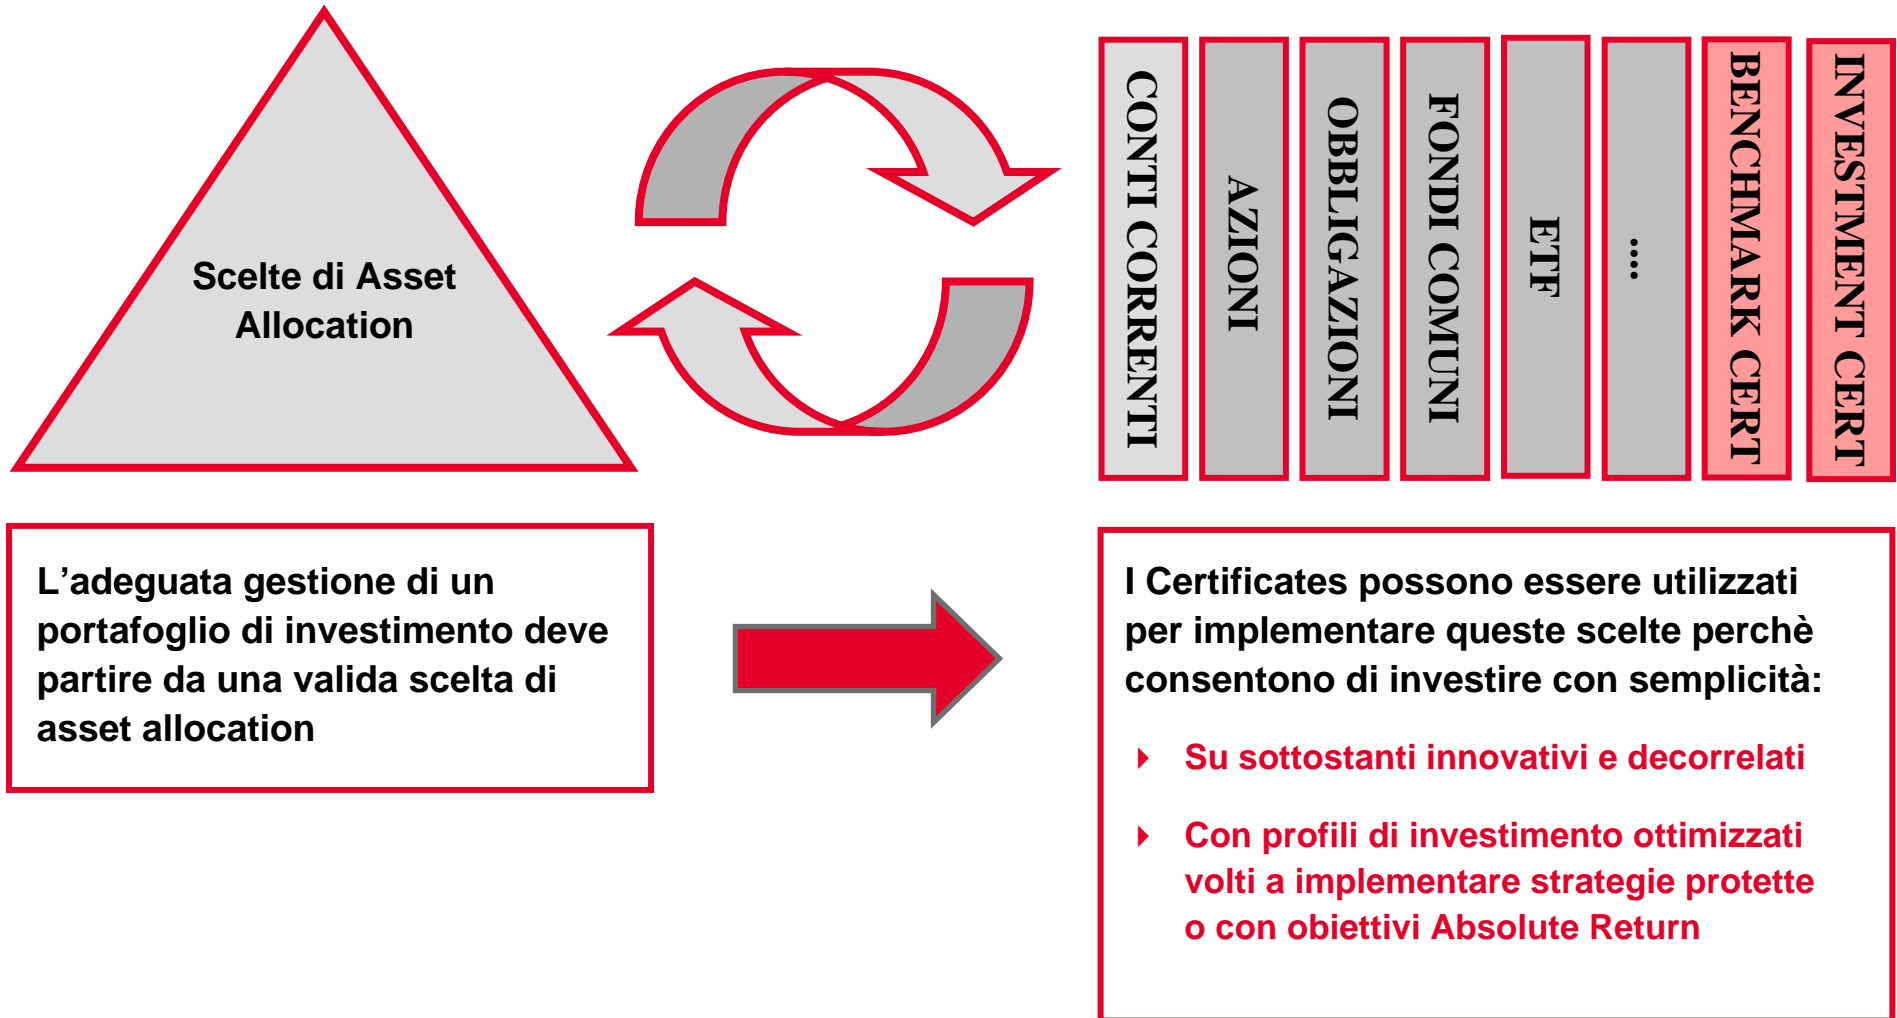 Scelte di Asset
Allocation
CONTI CORRENTI
AZIONI
OBBLIGAZIONI
FONDI COMUNI
ETF
....
BENCHMARK CERT
INVESTMENT CERT
L’adeguata gestione di un
portafoglio di investimento deve
partire da una valida scelta di
asset allocation
I Certificates possono essere utilizzati
per implementare queste scelte perchè
consentono di investire con semplicità:
Su sottostanti innovativi e decorrelati
Con profili di investimento ottimizzati
volti a implementare strategie protette
o con obiettivi Absolute Return